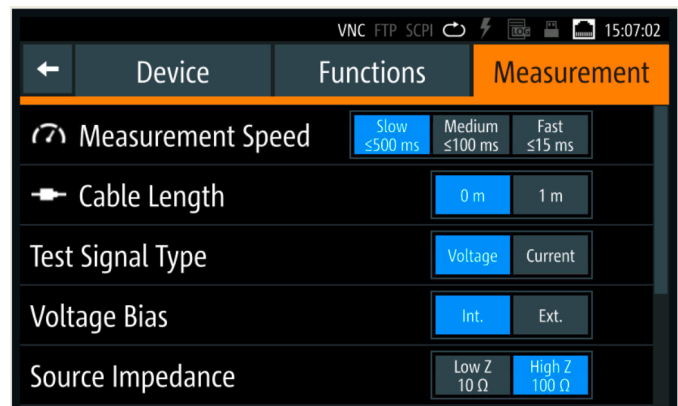 VNC FTP SCPI LOG 15:07:02
Device Functions Measurement
Measurement Speed Slow ≤500 ms Medium ≤100 ms Fast ≤15 ms
Cable Length 0 m 1 m
Test Signal Type Voltage Current
Voltage Bias Int. Ext.
Source Impedance Low Z 10 Ω High Z 100 Ω